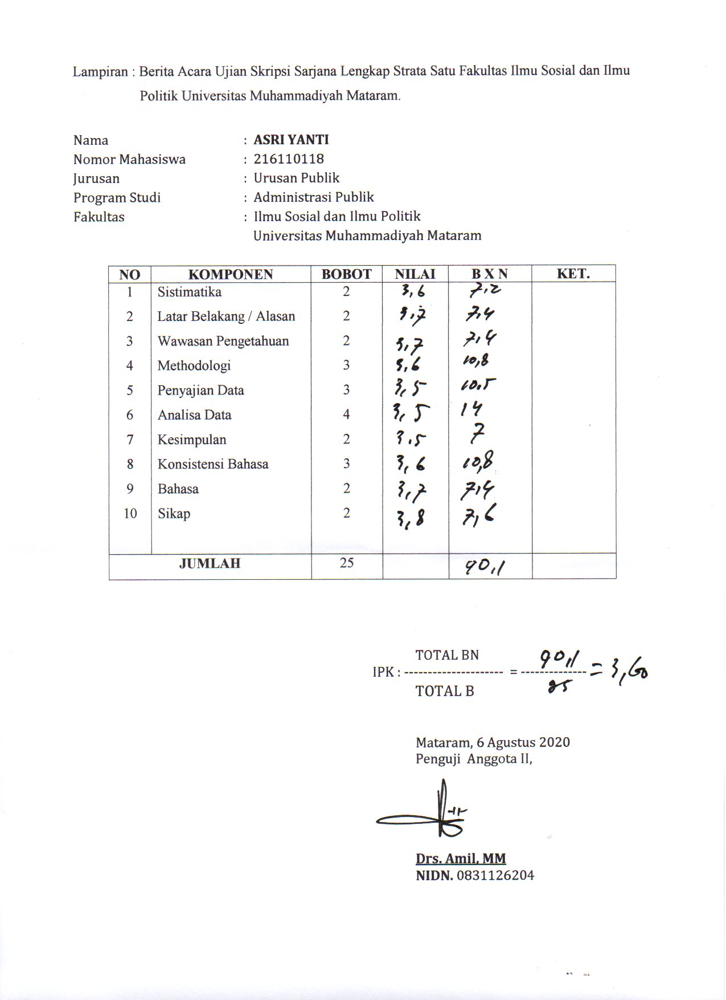 Lampiran : Berita Acara Ujian Skripsi Sarjana Lengkap Strata Satu Fakultas Ilmu Sosial dan Ilmu
Politik Universitas Muhammadiyah Mataram.
Nama : ASRI YANTI
Nomor Mahasiswa : 216110118
Jurusan : Urusan Publik
Program Studi : Administrasi Publik
Fakultas : Ilmu Sosial dan Ilmu Politik
Universitas Muhammadiyah Mataram
NO KOMPONEN BOBOT NILAI B X N KET.
1 Sistimatika 2 3,6 7,2
2 Latar Belakang / Alasan 2 3,7 7,4
3 Wawasan Pengetahuan 2 3,7 7,4
4 Methodologi 3 3,6 10,8
5 Penyajian Data 3 3,5 10.5
6 Analisa Data 4 3,5 14
7 Kesimpulan 2 3.5 7
8 Konsistensi Bahasa 3 3,6 10,8
9 Bahasa 2 3,7 7,4
10 Sikap 2 3,8 7,6
JUMLAH 25 90,1
TOTAL BN 90,1
IPK : --------------------- = -------------- = 3,60
TOTAL B 25
Mataram, 6 Agustus 2020
Penguji Anggota II,
Drs. Amil, MM
NIDN. 0831126204